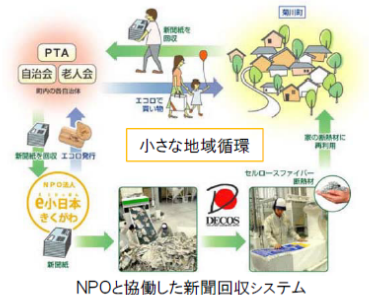 新聞紙を
回収
菊川町
PTA
自治会 老人会
町内の各自治体
エコロで
買い物
小さな地域循環
家の断熱材に
再利用
新聞紙を回収
エコロ発行
NPO法人
e小日本
きくがわ
DECOS
セルロースファイバー
断熱材
新聞紙
NPOと協働した新聞回収システム